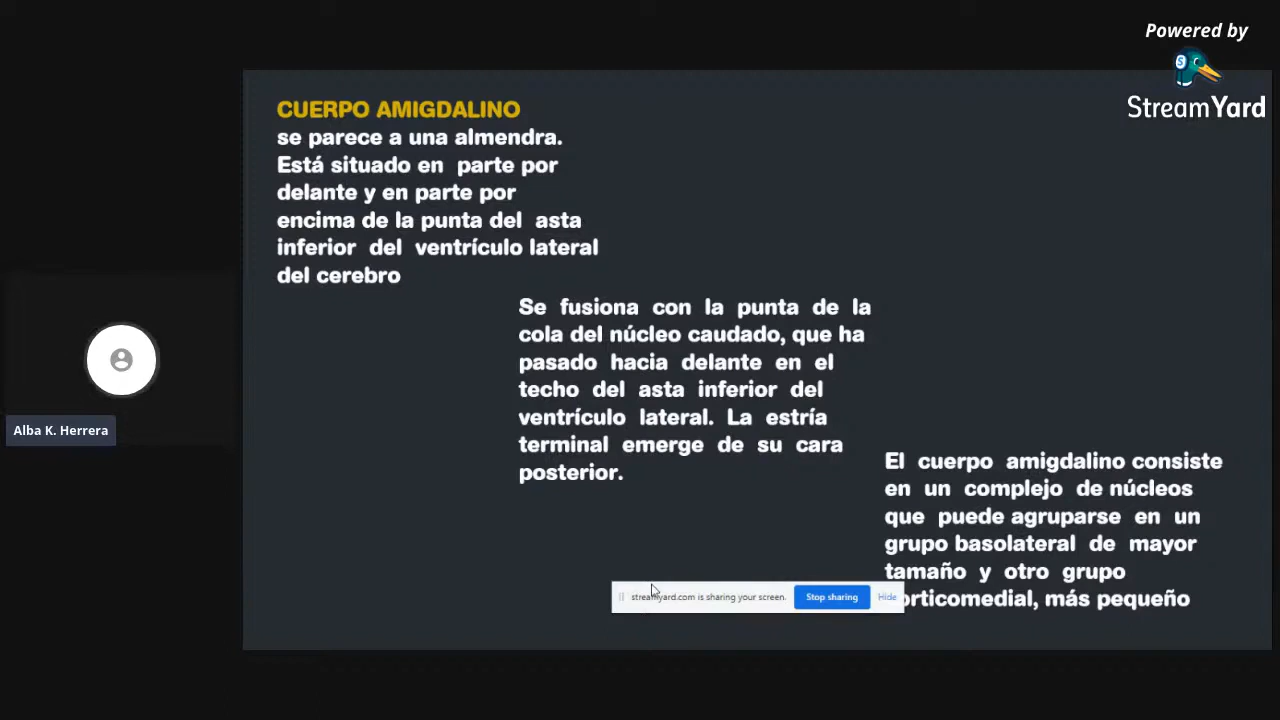 Powered by
StreamYard
CUERPO AMIGDALINO
se parece a una almendra.
Está situado en parte por
delante y en parte por
encima de la punta del asta
inferior del ventrículo lateral
del cerebro
Se fusiona con la punta de la
cola del núcleo caudado, que ha
pasado hacia delante en el
techo del asta inferior del
ventrículo lateral. La estría
terminal emerge de su cara
posterior.
El cuerpo amigdalino consiste
en un complejo de núcleos
que puede agruparse en un
grupo basolateral de mayor
tamaño y otro grupo
orticomedial, más pequeño
streamyard.com is sharing your screen.
Stop sharing
Hide
Alba K. Herrera